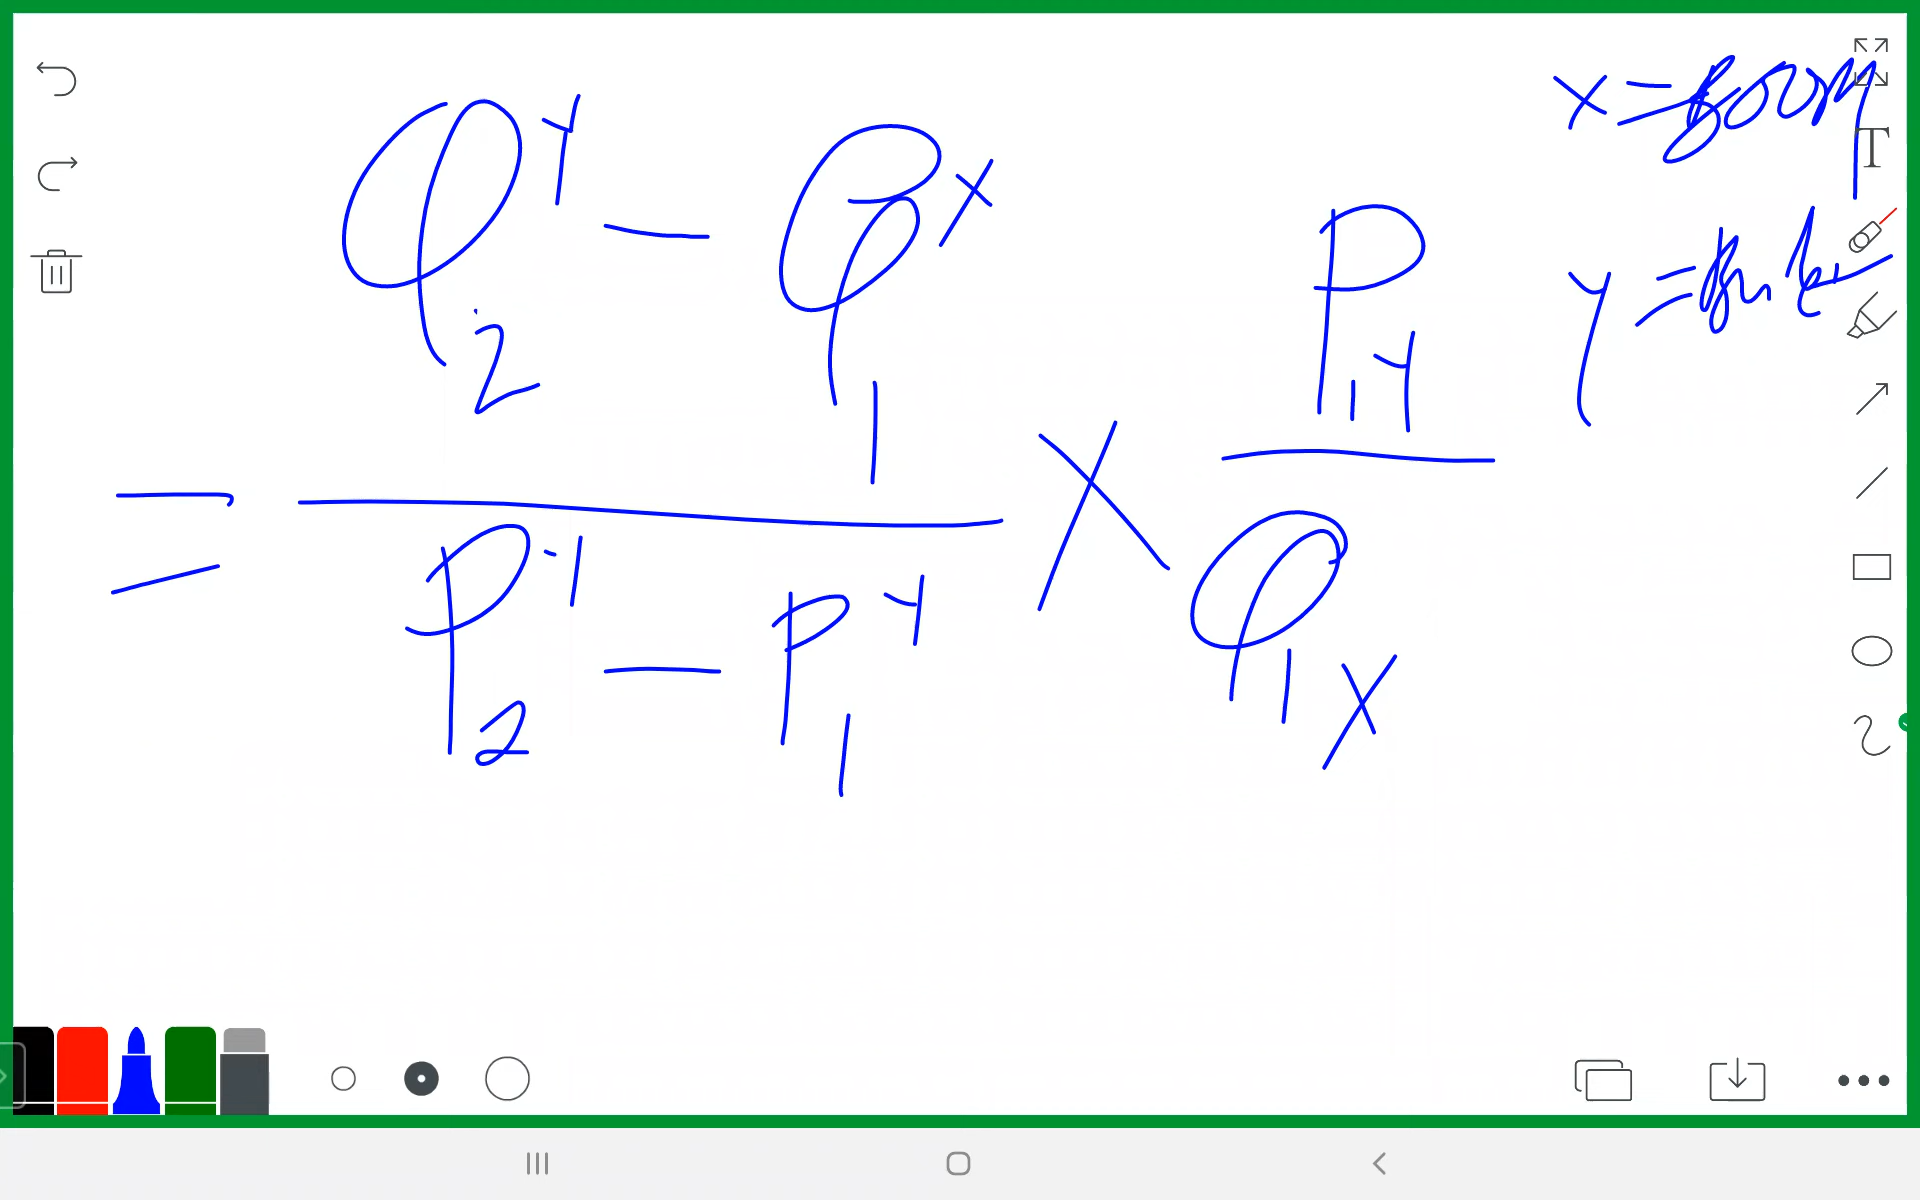 = (Q₂ʸ − Q₁ˣ) / (P₂ʸ − P₁ʸ) × P₁ʸ / Q₁ˣ
x =
y =
T